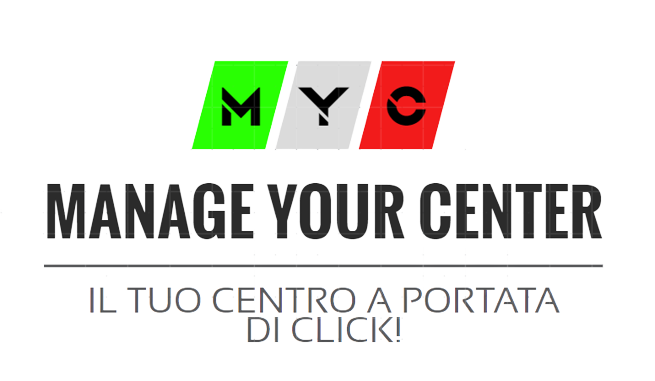 MYC
MANAGE YOUR CENTER
IL TUO CENTRO A PORTATA
DI CLICK!